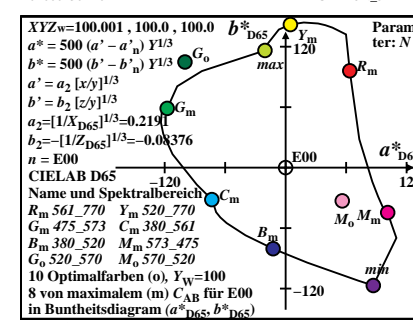 XYZw=100.001 , 100.0 , 100.0
a* = 500 (a’ – a’n) Y1/3
b* = 500 (b’ – b’n) Y1/3
a’ = a2 [x/y]1/3
b’ = b2 [z/y]1/3
a2=[1/XD65]1/3=0.2191
b2=–[1/ZD65]1/3=–0.08376
n = E00
CIELAB D65
Name und Spektralbereich
Rm 561_770 Ym 520_770
Gm 475_573 Cm 380_561
Bm 380_520 Mm 573_475
Go 520_570 Mo 570_520
10 Optimalfarben (o), YW=100
8 von maximalem (m) CAB für E00
in Buntheitsdiagram (a*D65, b*D65)
b*D65
120
Ym
max
Go
Rm
Gm
E00
a*D6
–120
12
Cm
Mo
Mm
Bm
min
–120
Param
ter: N